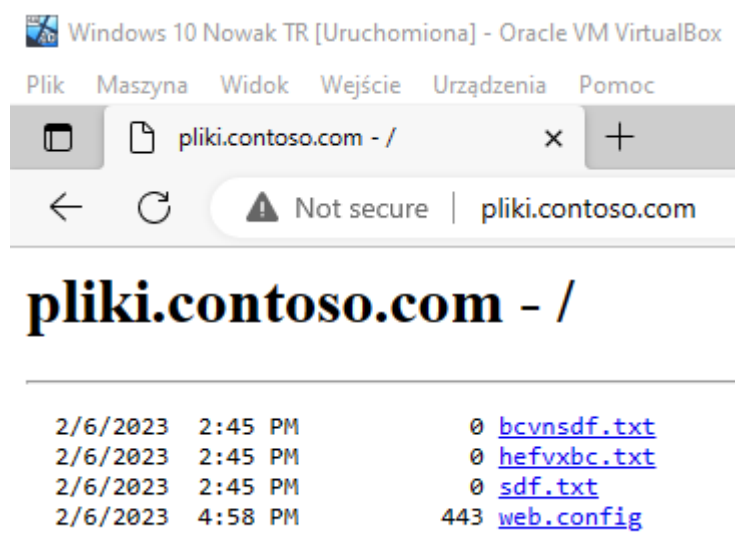 Windows 10 Nowak TR [Uruchomiona] - Oracle VM VirtualBox
Plik Maszyna Widok Wejście Urządzenia Pomoc
pliki.contoso.com - /
Not secure | pliki.contoso.com
pliki.contoso.com - /
2/6/2023 2:45 PM 0 bcvnsdf.txt
2/6/2023 2:45 PM 0 hefvxbc.txt
2/6/2023 2:45 PM 0 sdf.txt
2/6/2023 4:58 PM 443 web.config